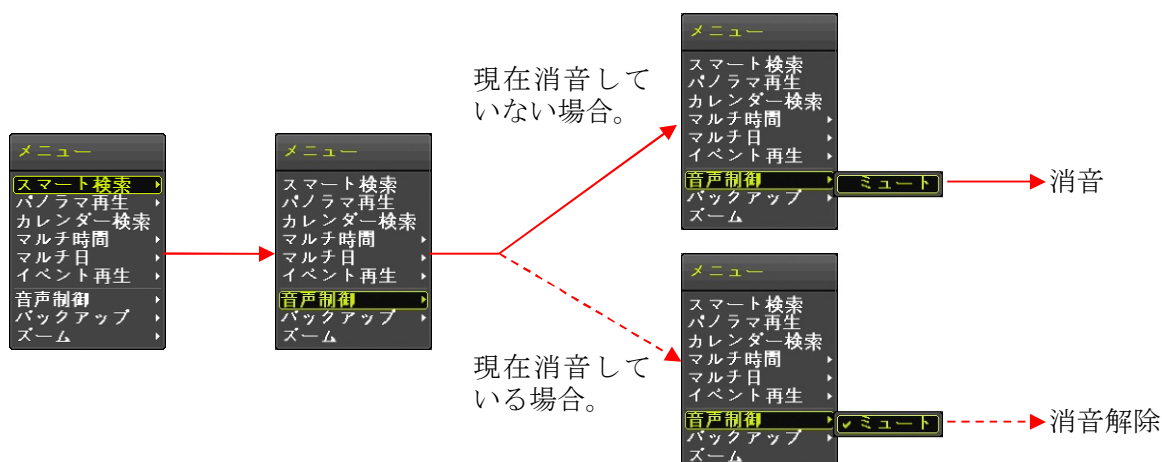 メニュー
スマート検索
パノラマ再生
カレンダー検索
マルチ時間
マルチ日
イベント再生
音声制御
バックアップ
ズーム
メニュー
スマート検索
パノラマ再生
カレンダー検索
マルチ時間
マルチ日
イベント再生
音声制御
バックアップ
ズーム
現在消音して
いない場合。
メニュー
スマート検索
パノラマ再生
カレンダー検索
マルチ時間
マルチ日
イベント再生
音声制御
バックアップ
ズーム
ミュート
消音
現在消音して
いる場合。
メニュー
スマート検索
パノラマ再生
カレンダー検索
マルチ時間
マルチ日
イベント再生
音声制御
バックアップ
ズーム
ミュート
消音解除